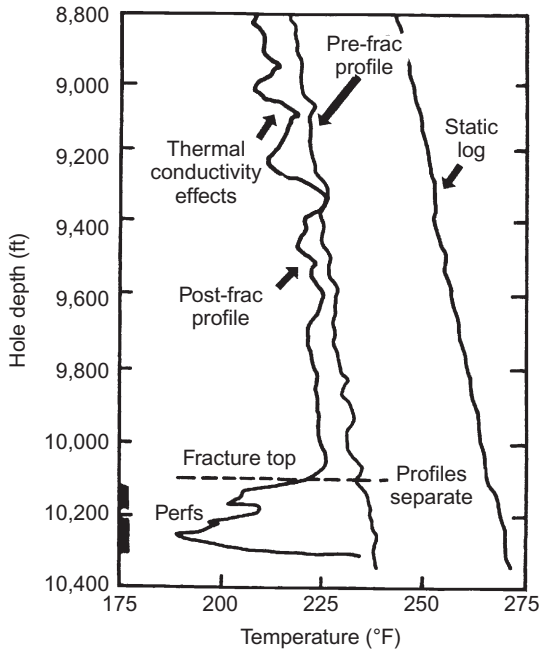 8,800
9,000
9,200
9,400
9,600
9,800
10,000
10,200
10,400
Hole depth (ft)
Pre-frac
profile
Static
log
Thermal
conductivity
effects
Post-frac
profile
Fracture top
Profiles
separate
Perfs
175
200
225
250
275
Temperature (°F)